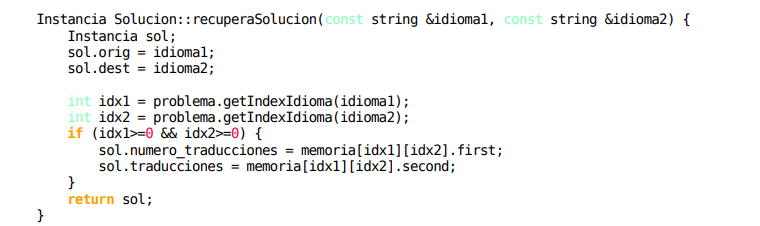 Instancia Solucion::recuperaSolucion(const string &idioma1, const string &idioma2) {
    Instancia sol;
    sol.orig = idioma1;
    sol.dest = idioma2;

    int idx1 = problema.getIndexIdioma(idioma1);
    int idx2 = problema.getIndexIdioma(idioma2);
    if (idx1>=0 && idx2>=0) {
        sol.numero_traducciones = memoria[idx1][idx2].first;
        sol.traducciones = memoria[idx1][idx2].second;
    }
    return sol;
}